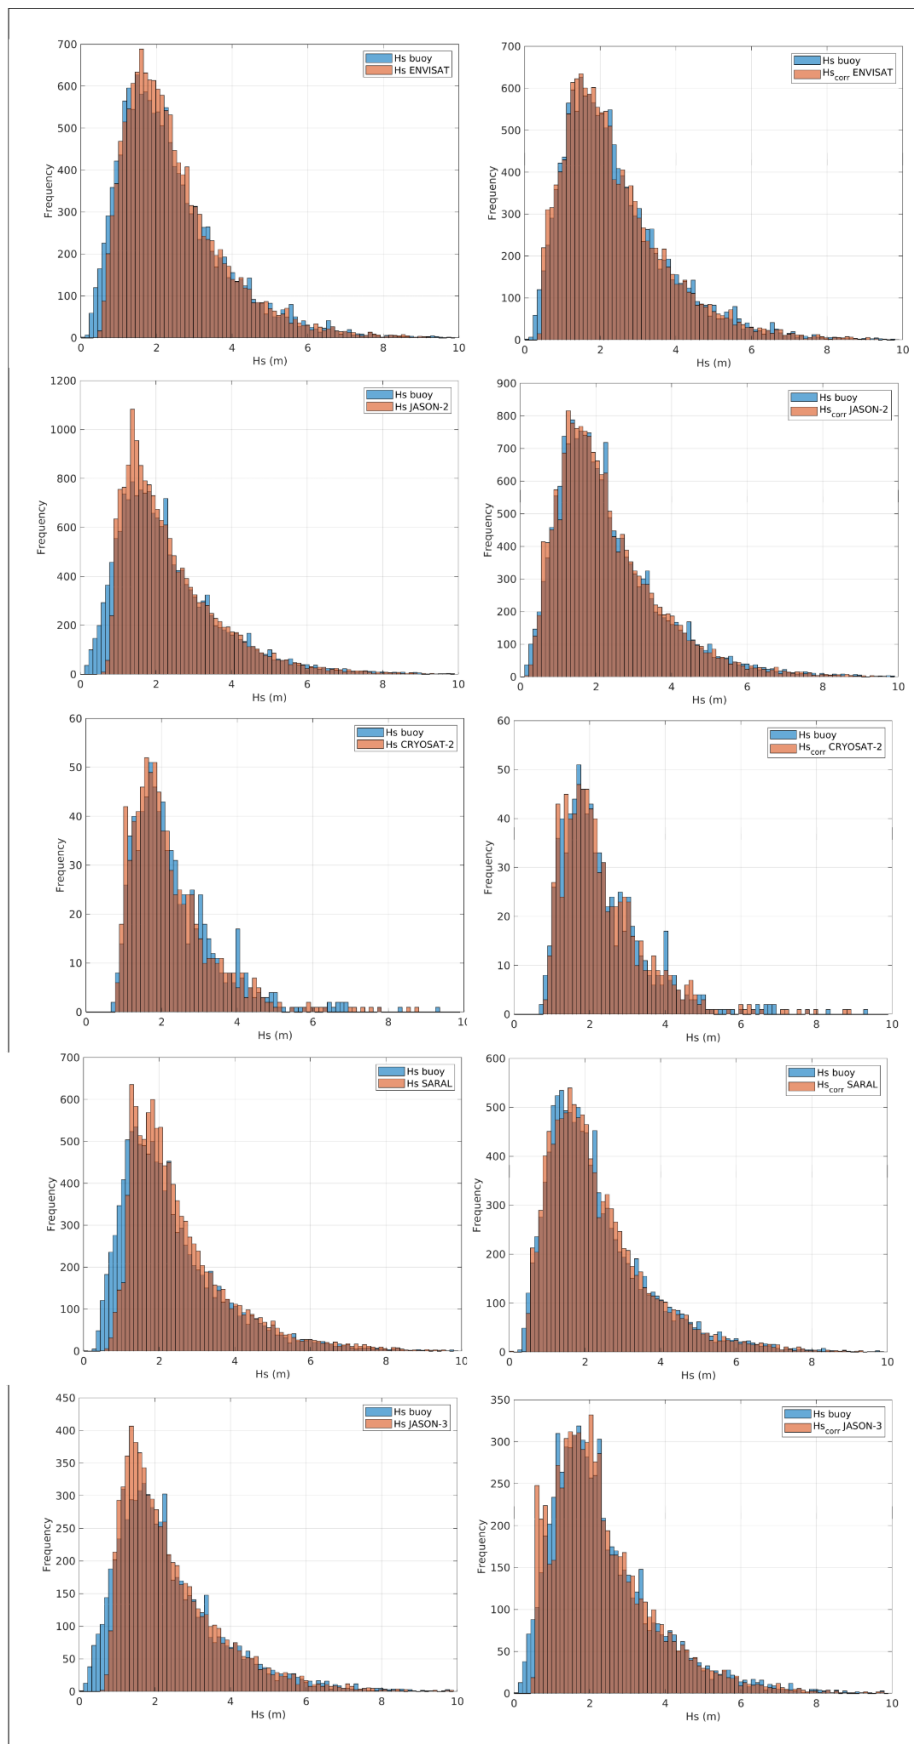 700
600
500
400
300
200
100
0
Frequency
0 2 4 6 8 10
Hs (m)
Hs buoy
Hs ENVISAT
700
600
500
400
300
200
100
0
Frequency
0 2 4 6 8 10
Hs (m)
Hs buoy
Hscorr ENVISAT
1200
1000
800
600
400
200
0
Frequency
0 2 4 6 8 10
Hs (m)
Hs buoy
Hs JASON-2
900
800
700
600
500
400
300
200
100
0
Frequency
0 2 4 6 8 10
Hs (m)
Hs buoy
Hscorr JASON-2
60
50
40
30
20
10
0
Frequency
0 2 4 6 8 10
Hs (m)
Hs buoy
Hs CRYOSAT-2
60
50
40
30
20
10
0
Frequency
0 2 4 6 8 10
Hs (m)
Hs buoy
Hscorr CRYOSAT-2
700
600
500
400
300
200
100
0
Frequency
0 2 4 6 8 10
Hs (m)
Hs buoy
Hs SARAL
600
500
400
300
200
100
0
Frequency
0 2 4 6 8 10
Hs (m)
Hs buoy
Hscorr SARAL
450
400
350
300
250
200
150
100
50
0
Frequency
0 2 4 6 8 10
Hs (m)
Hs buoy
Hs JASON-3
350
300
250
200
150
100
50
0
Frequency
0 2 4 6 8 10
Hs (m)
Hs buoy
Hscorr JASON-3